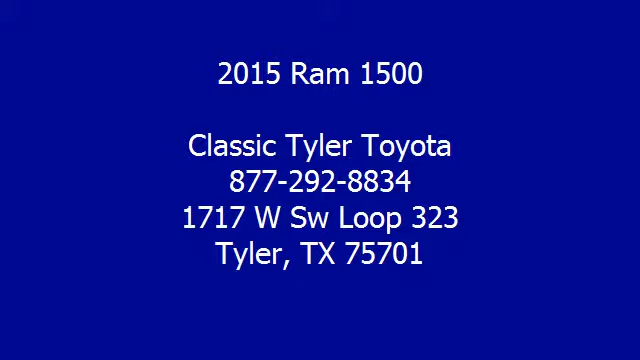 2015 Ram 1500
Classic Tyler Toyota
877-292-8834
1717 W Sw Loop 323
Tyler, TX 75701